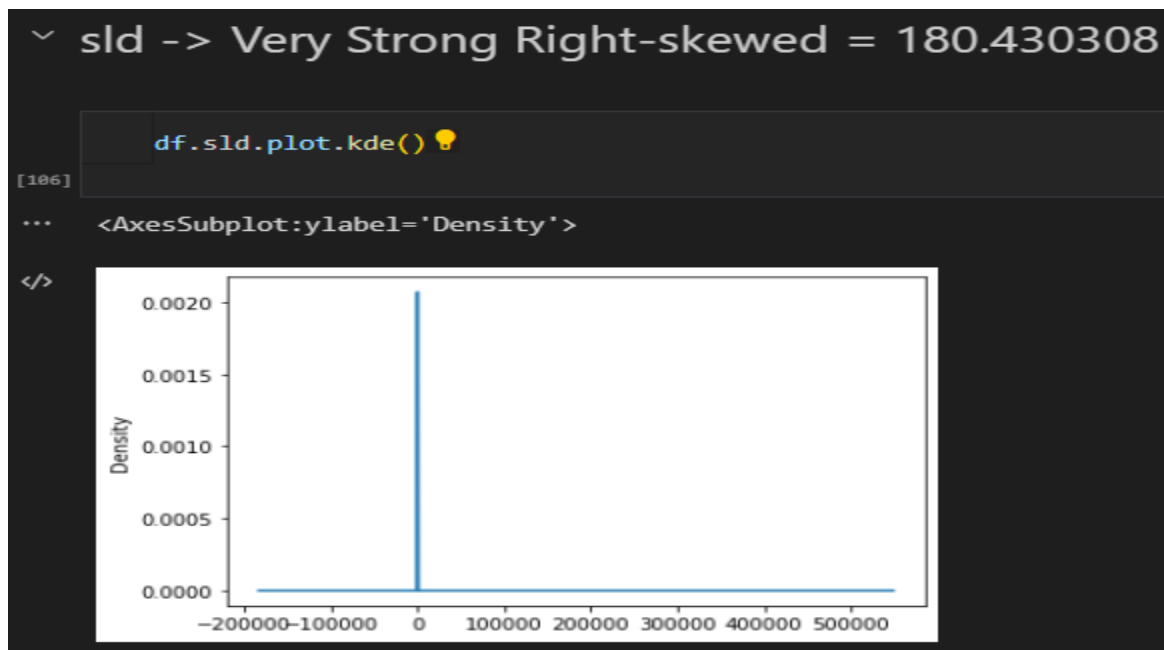 sld -> Very Strong Right-skewed = 180.430308
df.sld.plot.kde()
[106]
... <AxesSubplot:ylabel='Density'>
</>
0.0020
0.0015
0.0010
0.0005
0.0000
Density
−200000 −100000 0 100000 200000 300000 400000 500000